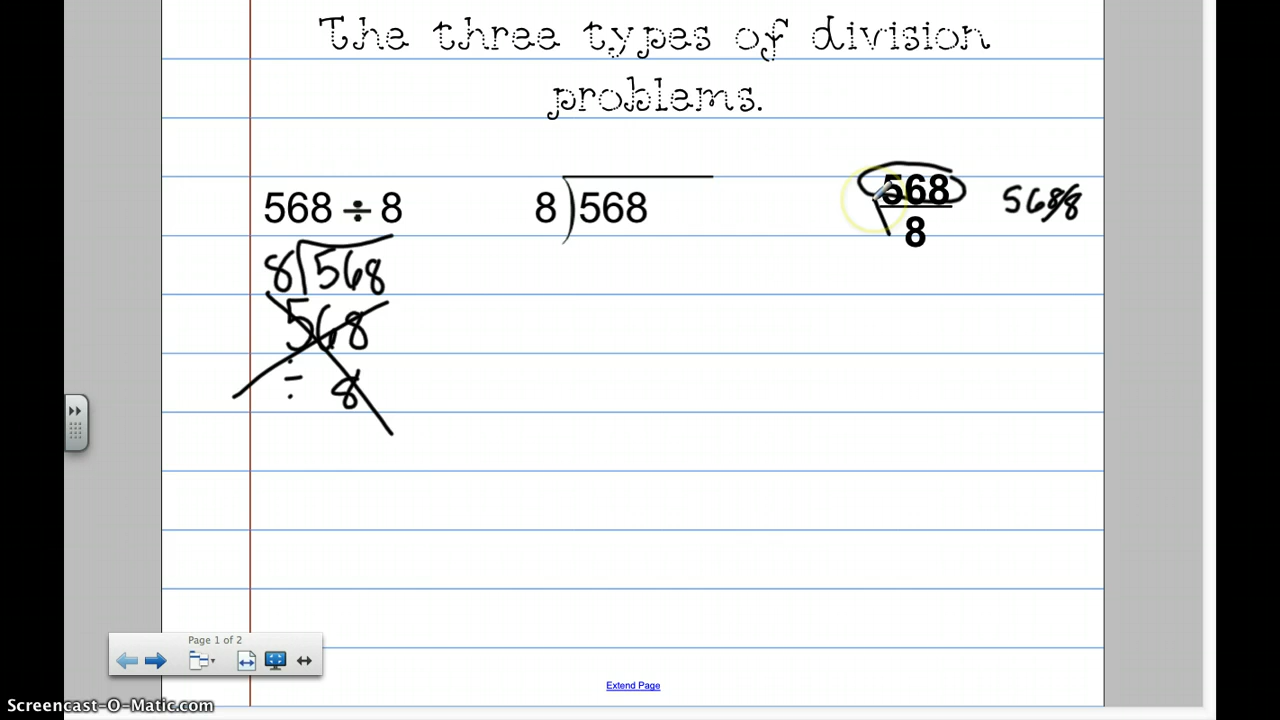 The three types of division
problems.
568 ÷ 8
8)568
568
8
568/8
8)568
568
÷ 8
Page 1 of 2
Extend Page
Screencast-O-Matic.com